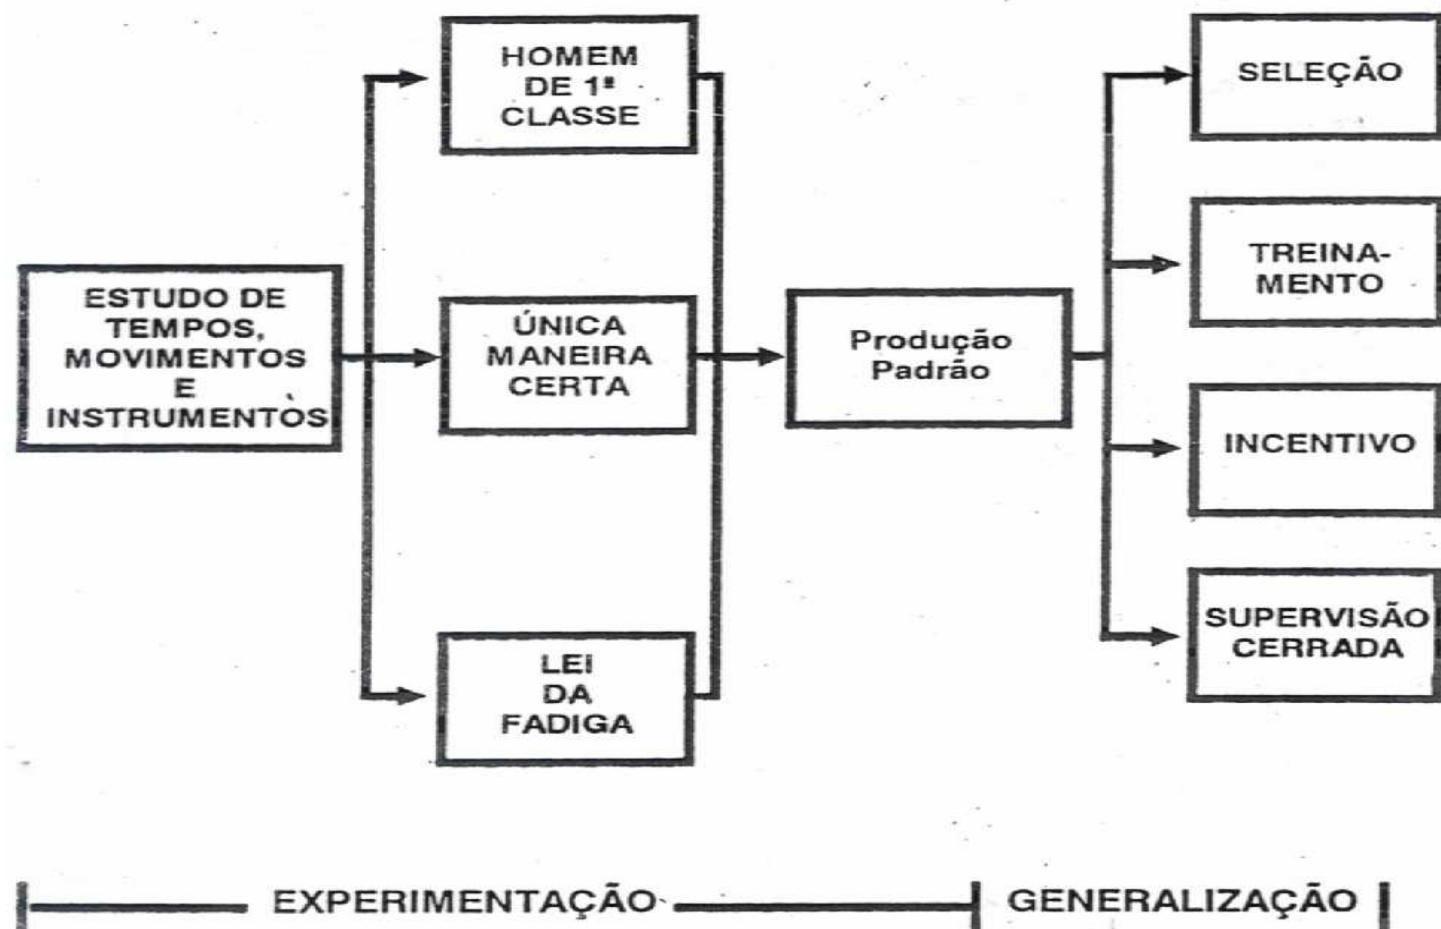 HOMEM
DE 1ª
CLASSE
SELEÇÃO
TREINA-
MENTO
ESTUDO DE
TEMPOS,
MOVIMENTOS
E
INSTRUMENTOS
ÚNICA
MANEIRA
CERTA
Produção
Padrão
INCENTIVO
SUPERVISÃO
CERRADA
LEI
DA
FADIGA
EXPERIMENTAÇÃO
GENERALIZAÇÃO